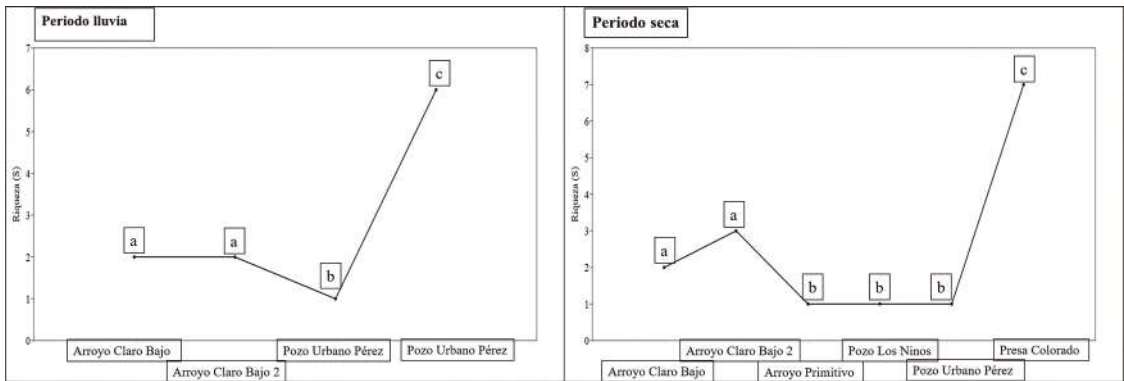 Periodo lluvia
7
6
5
4
3
2
1
0
Riqueza (S)
a
a
b
c
Arroyo Claro Bajo
Arroyo Claro Bajo 2
Pozo Urbano Pérez
Pozo Urbano Pérez
Periodo seca
8
7
6
5
4
3
2
1
0
Riqueza (S)
a
a
b
b
b
c
Arroyo Claro Bajo
Arroyo Claro Bajo 2
Arroyo Primitivo
Pozo Los Ninos
Pozo Urbano Pérez
Presa Colorado